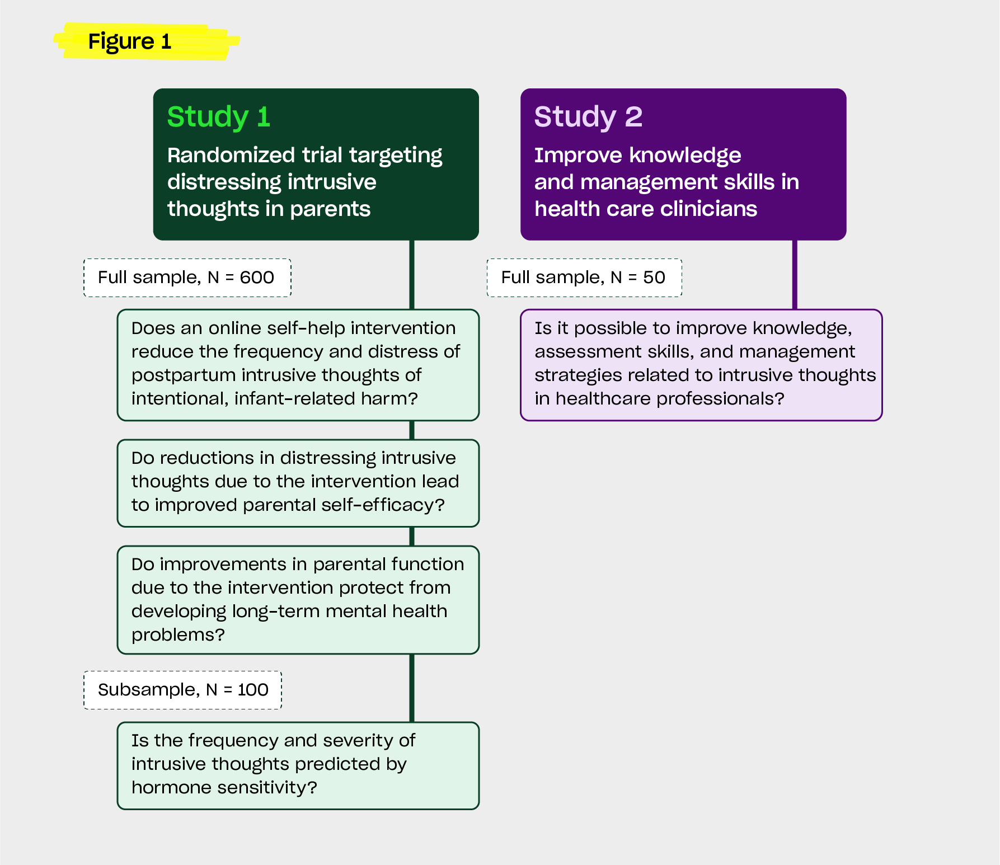 Figure 1
Study 1
Randomized trial targeting
distressing intrusive
thoughts in parents
Full sample, N = 600
Does an online self-help intervention
reduce the frequency and distress of
postpartum intrusive thoughts of
intentional, infant-related harm?
Do reductions in distressing intrusive
thoughts due to the intervention lead
to improved parental self-efficacy?
Do improvements in parental function
due to the intervention protect from
developing long-term mental health
problems?
Subsample, N = 100
Is the frequency and severity of
intrusive thoughts predicted by
hormone sensitivity?
Study 2
Improve knowledge
and management skills in
health care clinicians
Full sample, N = 50
Is it possible to improve knowledge,
assessment skills, and management
strategies related to intrusive thoughts
in healthcare professionals?